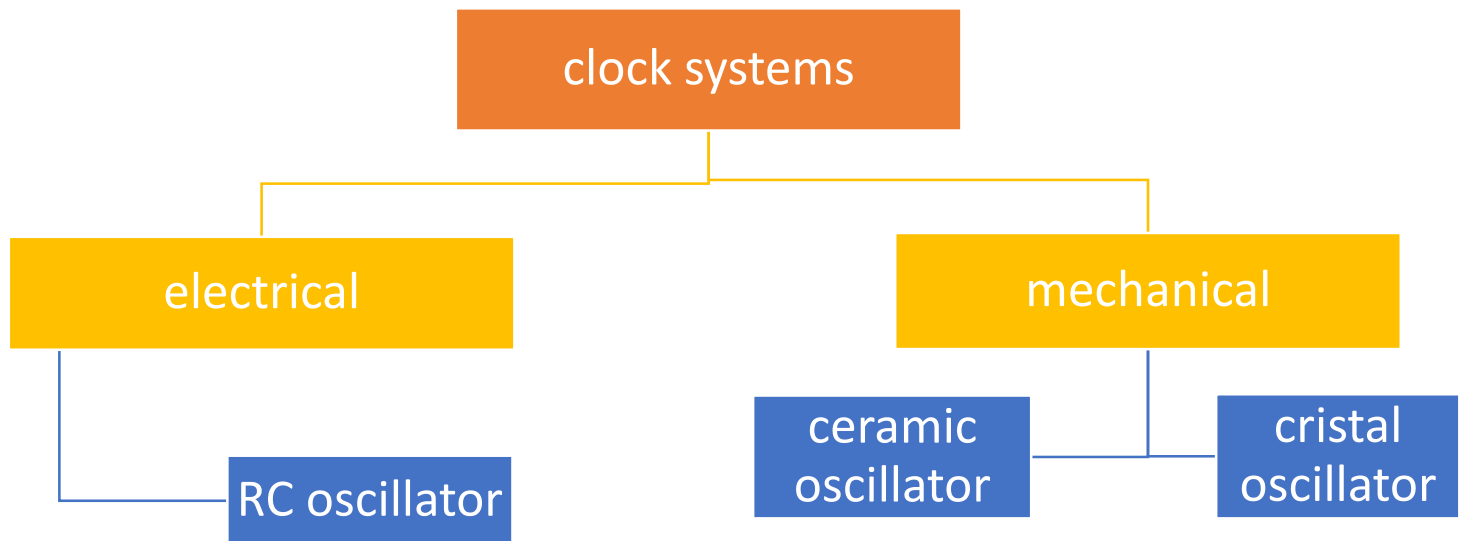 clock systems
electrical
mechanical
RC oscillator
ceramic
oscillator
cristal
oscillator